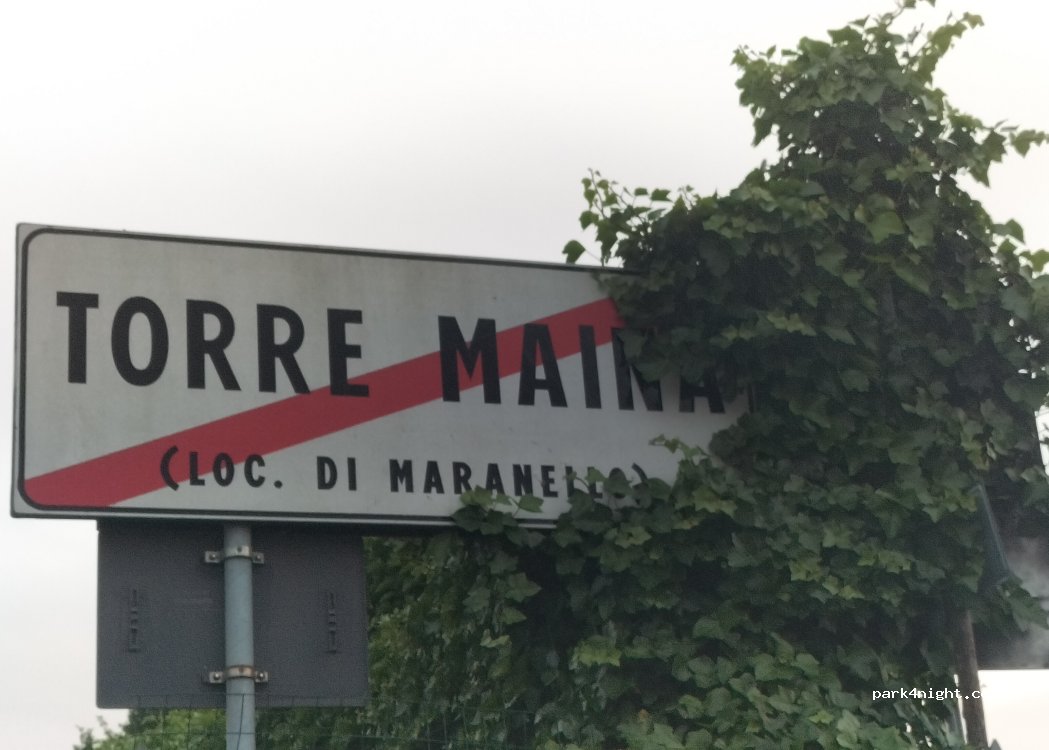 TORRE MAINA
(LOC. DI MARANELLO)
park4night.c